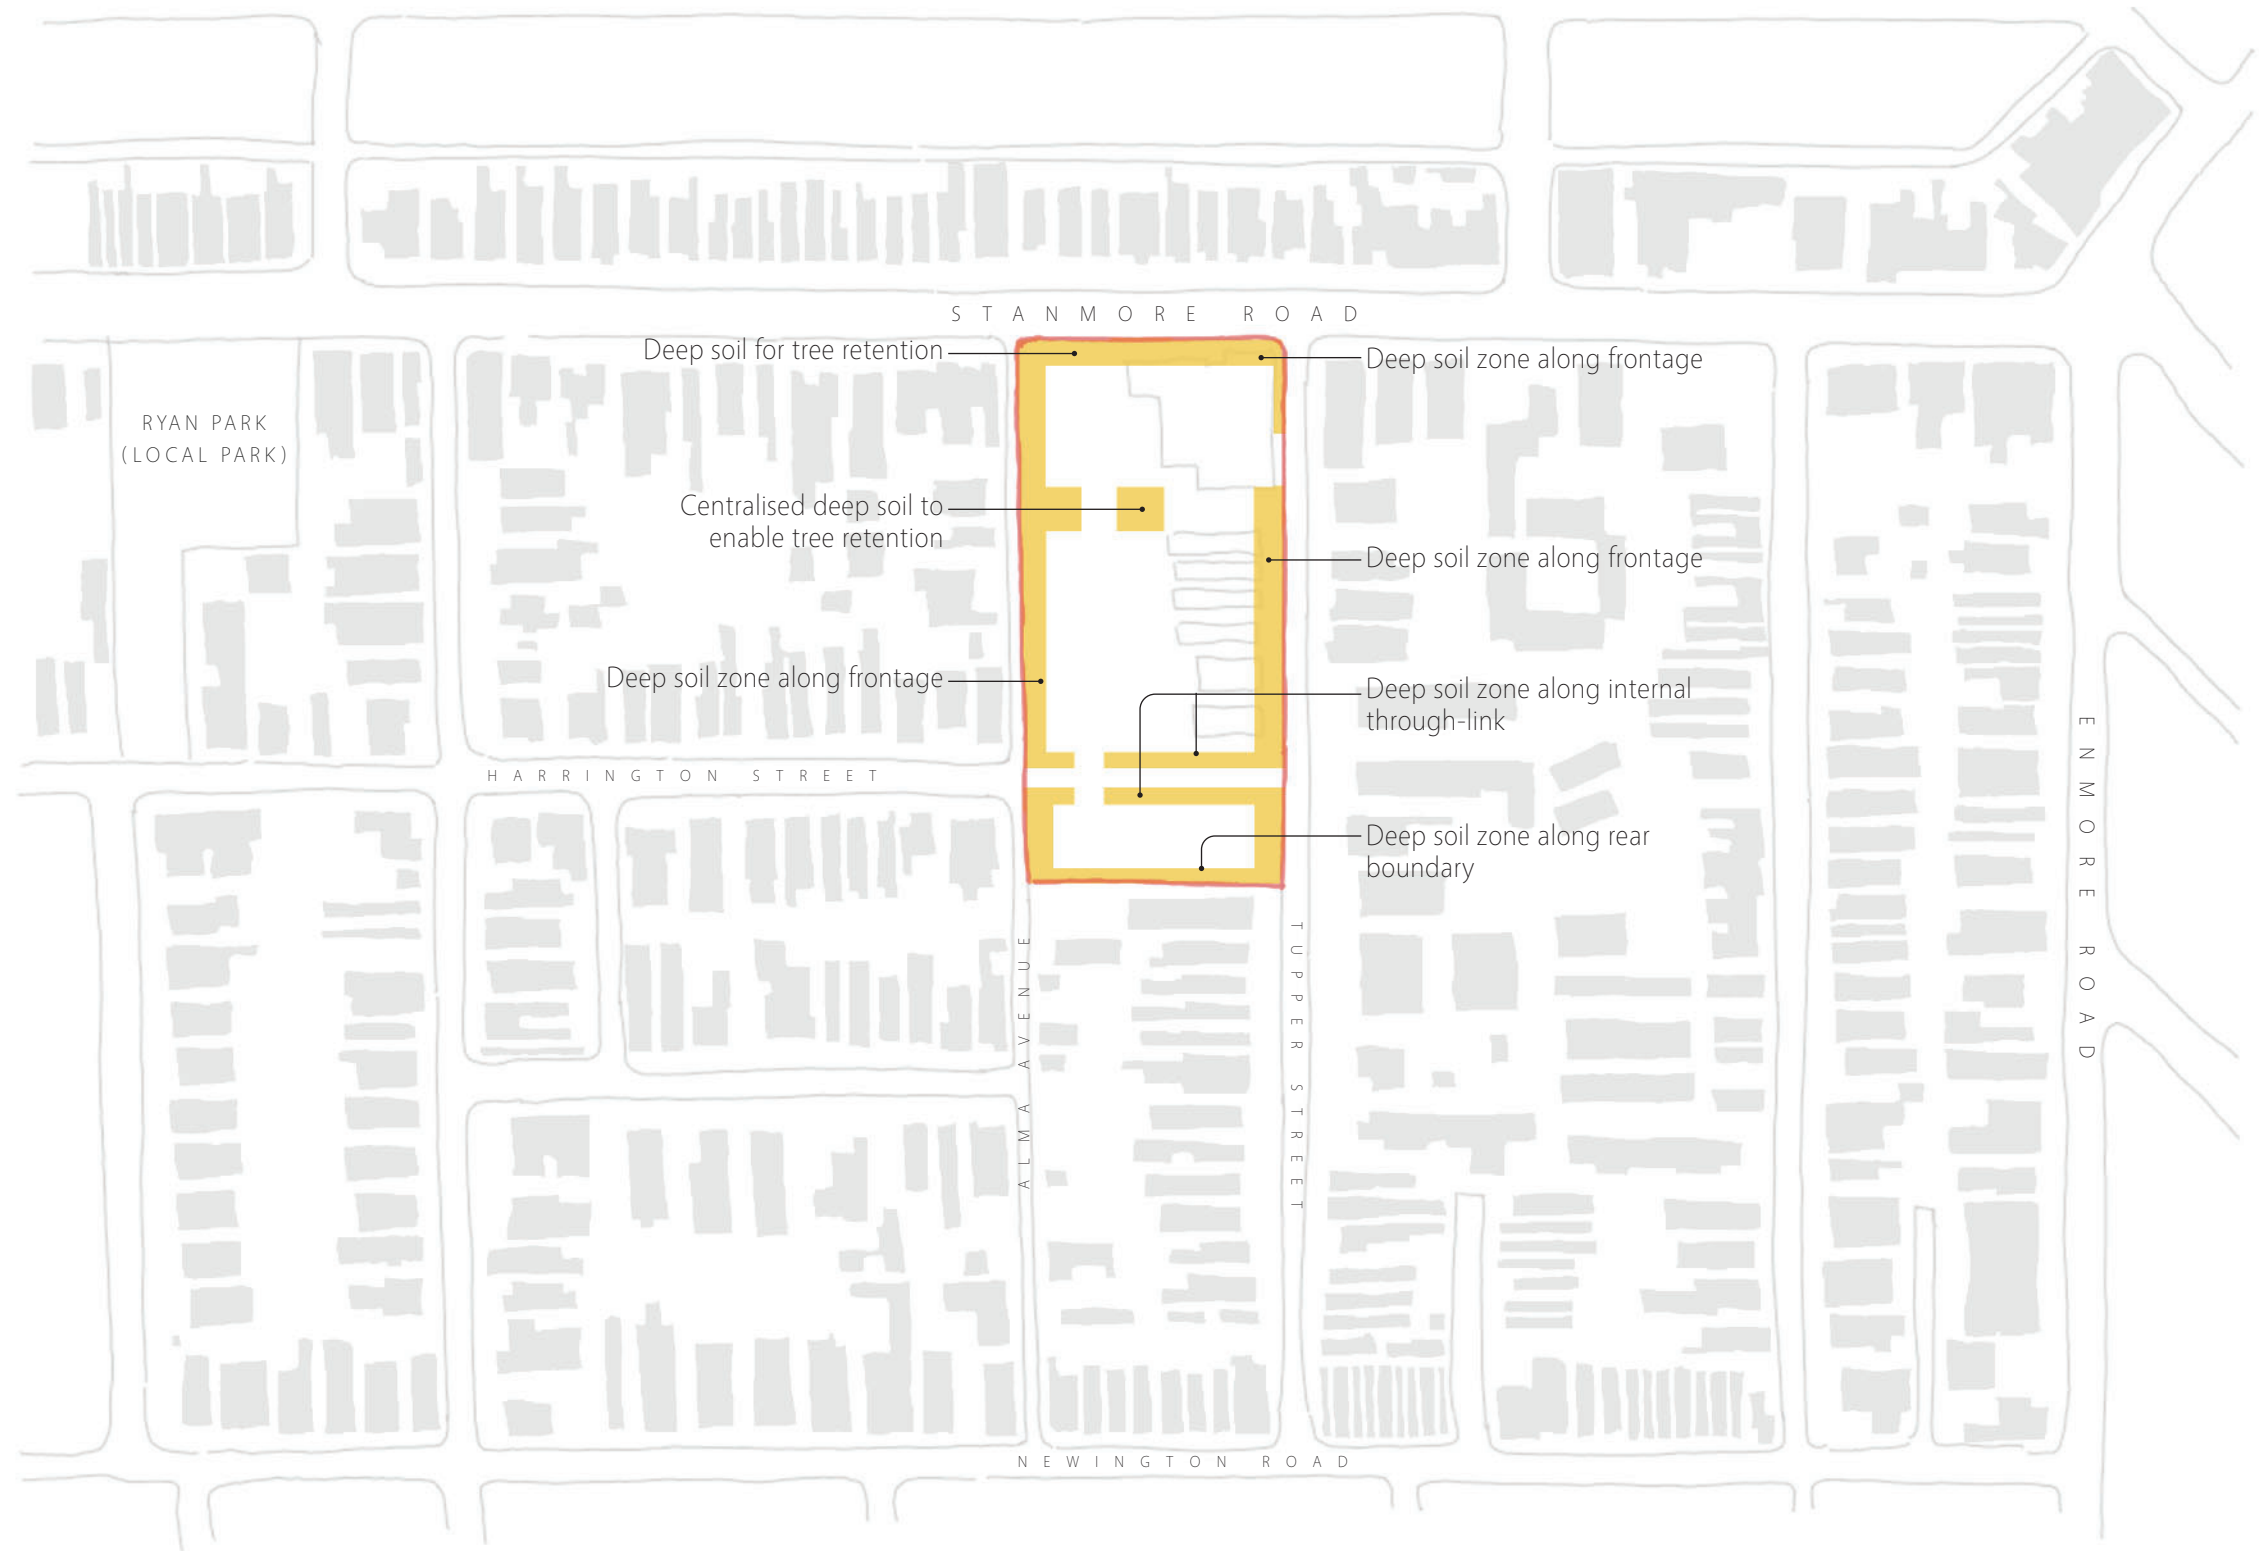 STANMORE ROAD
Deep soil for tree retention
Deep soil zone along frontage
RYAN PARK
(LOCAL PARK)
Centralised deep soil to
enable tree retention
Deep soil zone along frontage
Deep soil zone along frontage
Deep soil zone along internal
through-link
HARRINGTON STREET
Deep soil zone along rear
boundary
ENMORE ROAD
ALMA AVENUE
TUPPER STREET
NEWINGTON ROAD